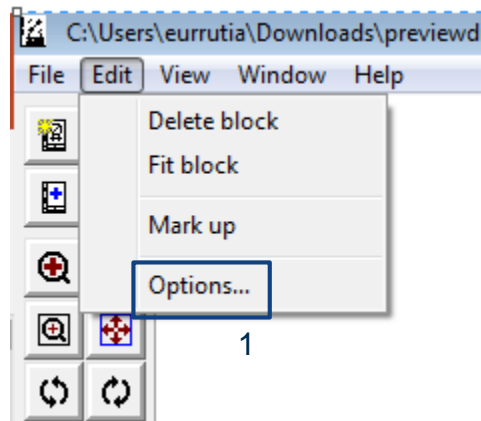 C:\Users\eurrutia\Downloads\previewd
File Edit View Window Help
Delete block
Fit block
Mark up
Options...
1